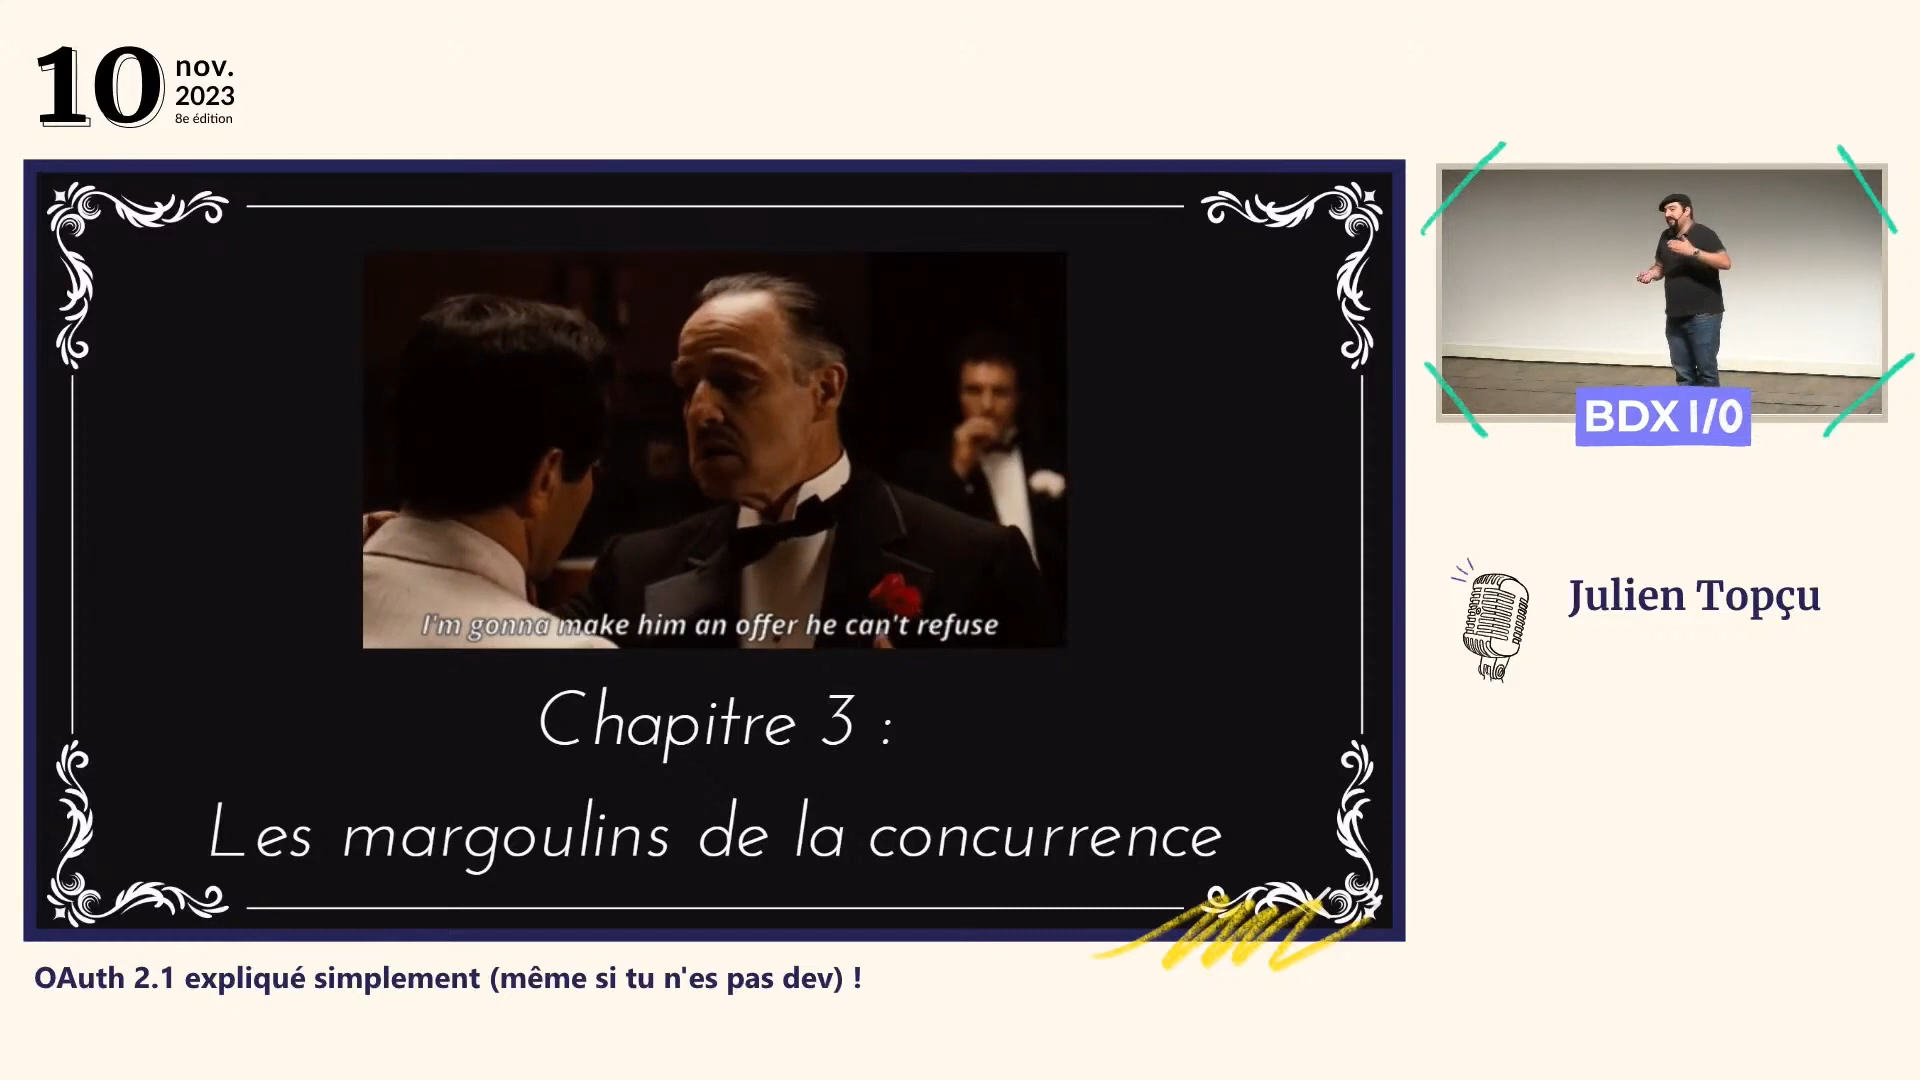 10
nov.
2023
8e édition
I'm gonna make him an offer he can't refuse
Chapitre 3 :
Les margoulins de la concurrence
BDX I/O
Julien Topçu
OAuth 2.1 expliqué simplement (même si tu n'es pas dev) !